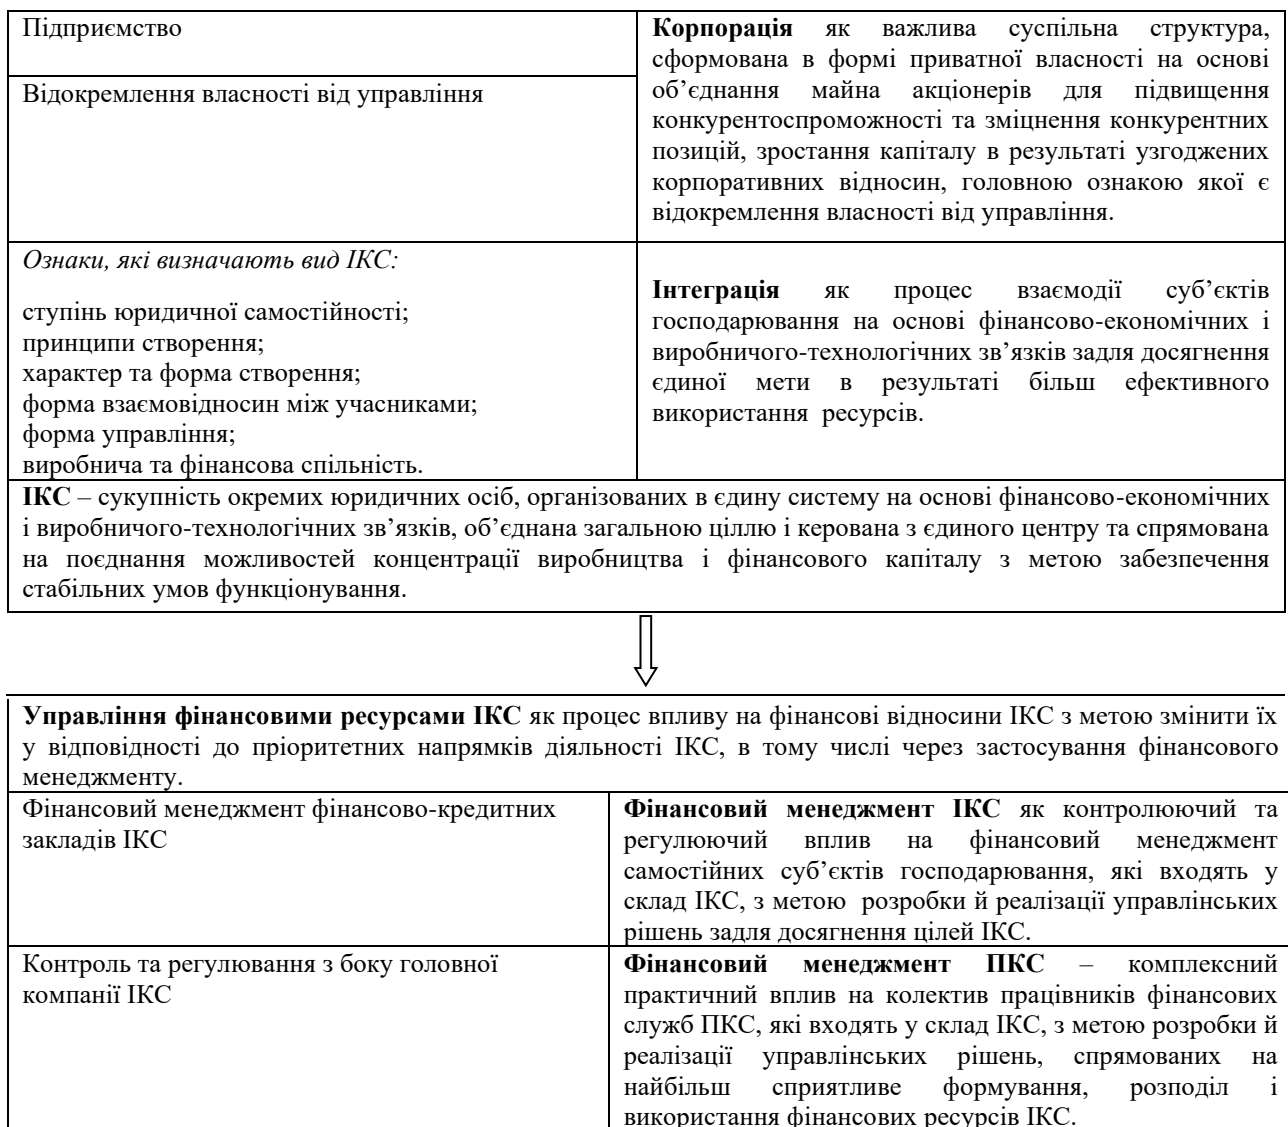 Підприємство
Відокремлення власності від управління
Корпорація як важлива суспільна структура,
сформована в формі приватної власності на основі
об’єднання майна акціонерів для підвищення
конкурентоспроможності та зміцнення конкурентних
позицій, зростання капіталу в результаті узгоджених
корпоративних відносин, головною ознакою якої є
відокремлення власності від управління.
Ознаки, які визначають вид ІКС:
ступінь юридичної самостійності;
принципи створення;
характер та форма створення;
форма взаємовідносин між учасниками;
форма управління;
виробнича та фінансова спільність.
Інтеграція як процес взаємодії суб’єктів
господарювання на основі фінансово-економічних і
виробничого-технологічних зв’язків задля досягнення
єдиної мети в результаті більш ефективного
використання ресурсів.
ІКС – сукупність окремих юридичних осіб, організованих в єдину систему на основі фінансово-економічних
і виробничого-технологічних зв’язків, об’єднана загальною ціллю і керована з єдиного центру та спрямована
на поєднання можливостей концентрації виробництва і фінансового капіталу з метою забезпечення
стабільних умов функціонування.
Управління фінансовими ресурсами ІКС як процес впливу на фінансові відносини ІКС з метою змінити їх
у відповідності до пріоритетних напрямків діяльності ІКС, в тому числі через застосування фінансового
менеджменту.
Фінансовий менеджмент фінансово-кредитних
закладів ІКС
Фінансовий менеджмент ІКС як контролюючий та
регулюючий вплив на фінансовий менеджмент
самостійних суб’єктів господарювання, які входять у
склад ІКС, з метою розробки й реалізації управлінських
рішень задля досягнення цілей ІКС.
Контроль та регулювання з боку головної
компанії ІКС
Фінансовий менеджмент ПКС – комплексний
практичний вплив на колектив працівників фінансових
служб ПКС, які входять у склад ІКС, з метою розробки й
реалізації управлінських рішень, спрямованих на
найбільш сприятливе формування, розподіл і
використання фінансових ресурсів ІКС.